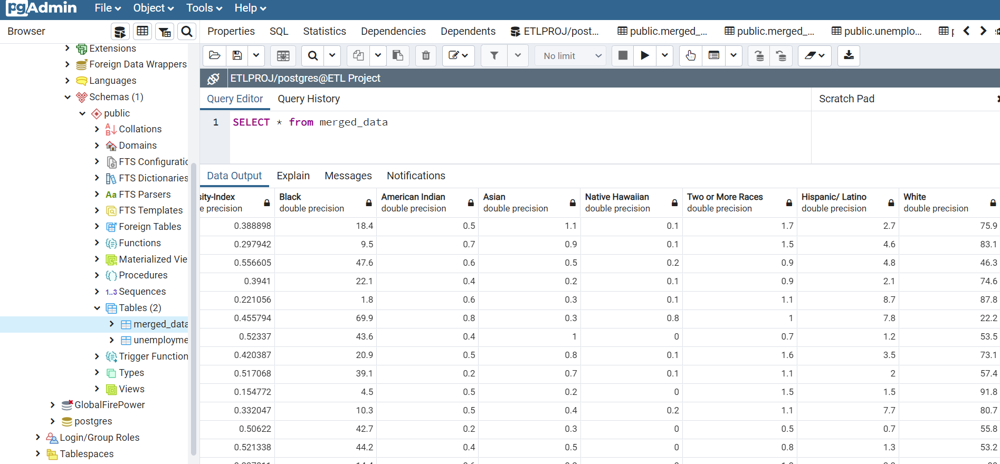 pgAdmin File Object Tools Help
Browser
Properties SQL Statistics Dependencies Dependents ETLPROJ/post... public.merged_... public.merged_... public.unemplo...
No limit
Extensions
Foreign Data Wrappers
Languages
Schemas (1)
public
Collations
Domains
FTS Configuratic
FTS Dictionaries
Aa FTS Parsers
FTS Templates
Foreign Tables
Functions
Materialized Vie
Procedures
1..3 Sequences
Tables (2)
merged_data
unemployme
Trigger Function
Types
Views
GlobalFirePower
postgres
Login/Group Roles
Tablespaces
ETLPROJ/postgres@ETL Project
Query Editor Query History
Scratch Pad
1 SELECT * from merged_data
Data Output Explain Messages Notifications
sity-Index Black American Indian Asian Native Hawaiian Two or More Races Hispanic/ Latino White
e precision double precision double precision double precision double precision double precision double precision double precision
0.388898 18.4 0.5 1.1 0.1 1.7 2.7 75.9
0.297942 9.5 0.7 0.9 0.1 1.5 4.6 83.1
0.556605 47.6 0.6 0.5 0.2 0.9 4.8 46.3
0.3941 22.1 0.4 0.2 0.1 0.9 2.1 74.6
0.221056 1.8 0.6 0.3 0.1 1.1 8.7 87.8
0.455794 69.9 0.8 0.3 0.8 1 7.8 22.2
0.52337 43.6 0.4 1 0 0.7 1.2 53.5
0.420387 20.9 0.5 0.8 0.1 1.6 3.5 73.1
0.517068 39.1 0.2 0.7 0.1 1.1 2 57.4
0.154772 4.5 0.5 0.2 0 1.5 1.5 91.8
0.332047 10.3 0.5 0.4 0.2 1.1 7.7 80.7
0.50622 42.7 0.2 0.3 0 0.5 0.7 55.8
0.521338 44.2 0.4 0.5 0 0.8 1.3 53.2